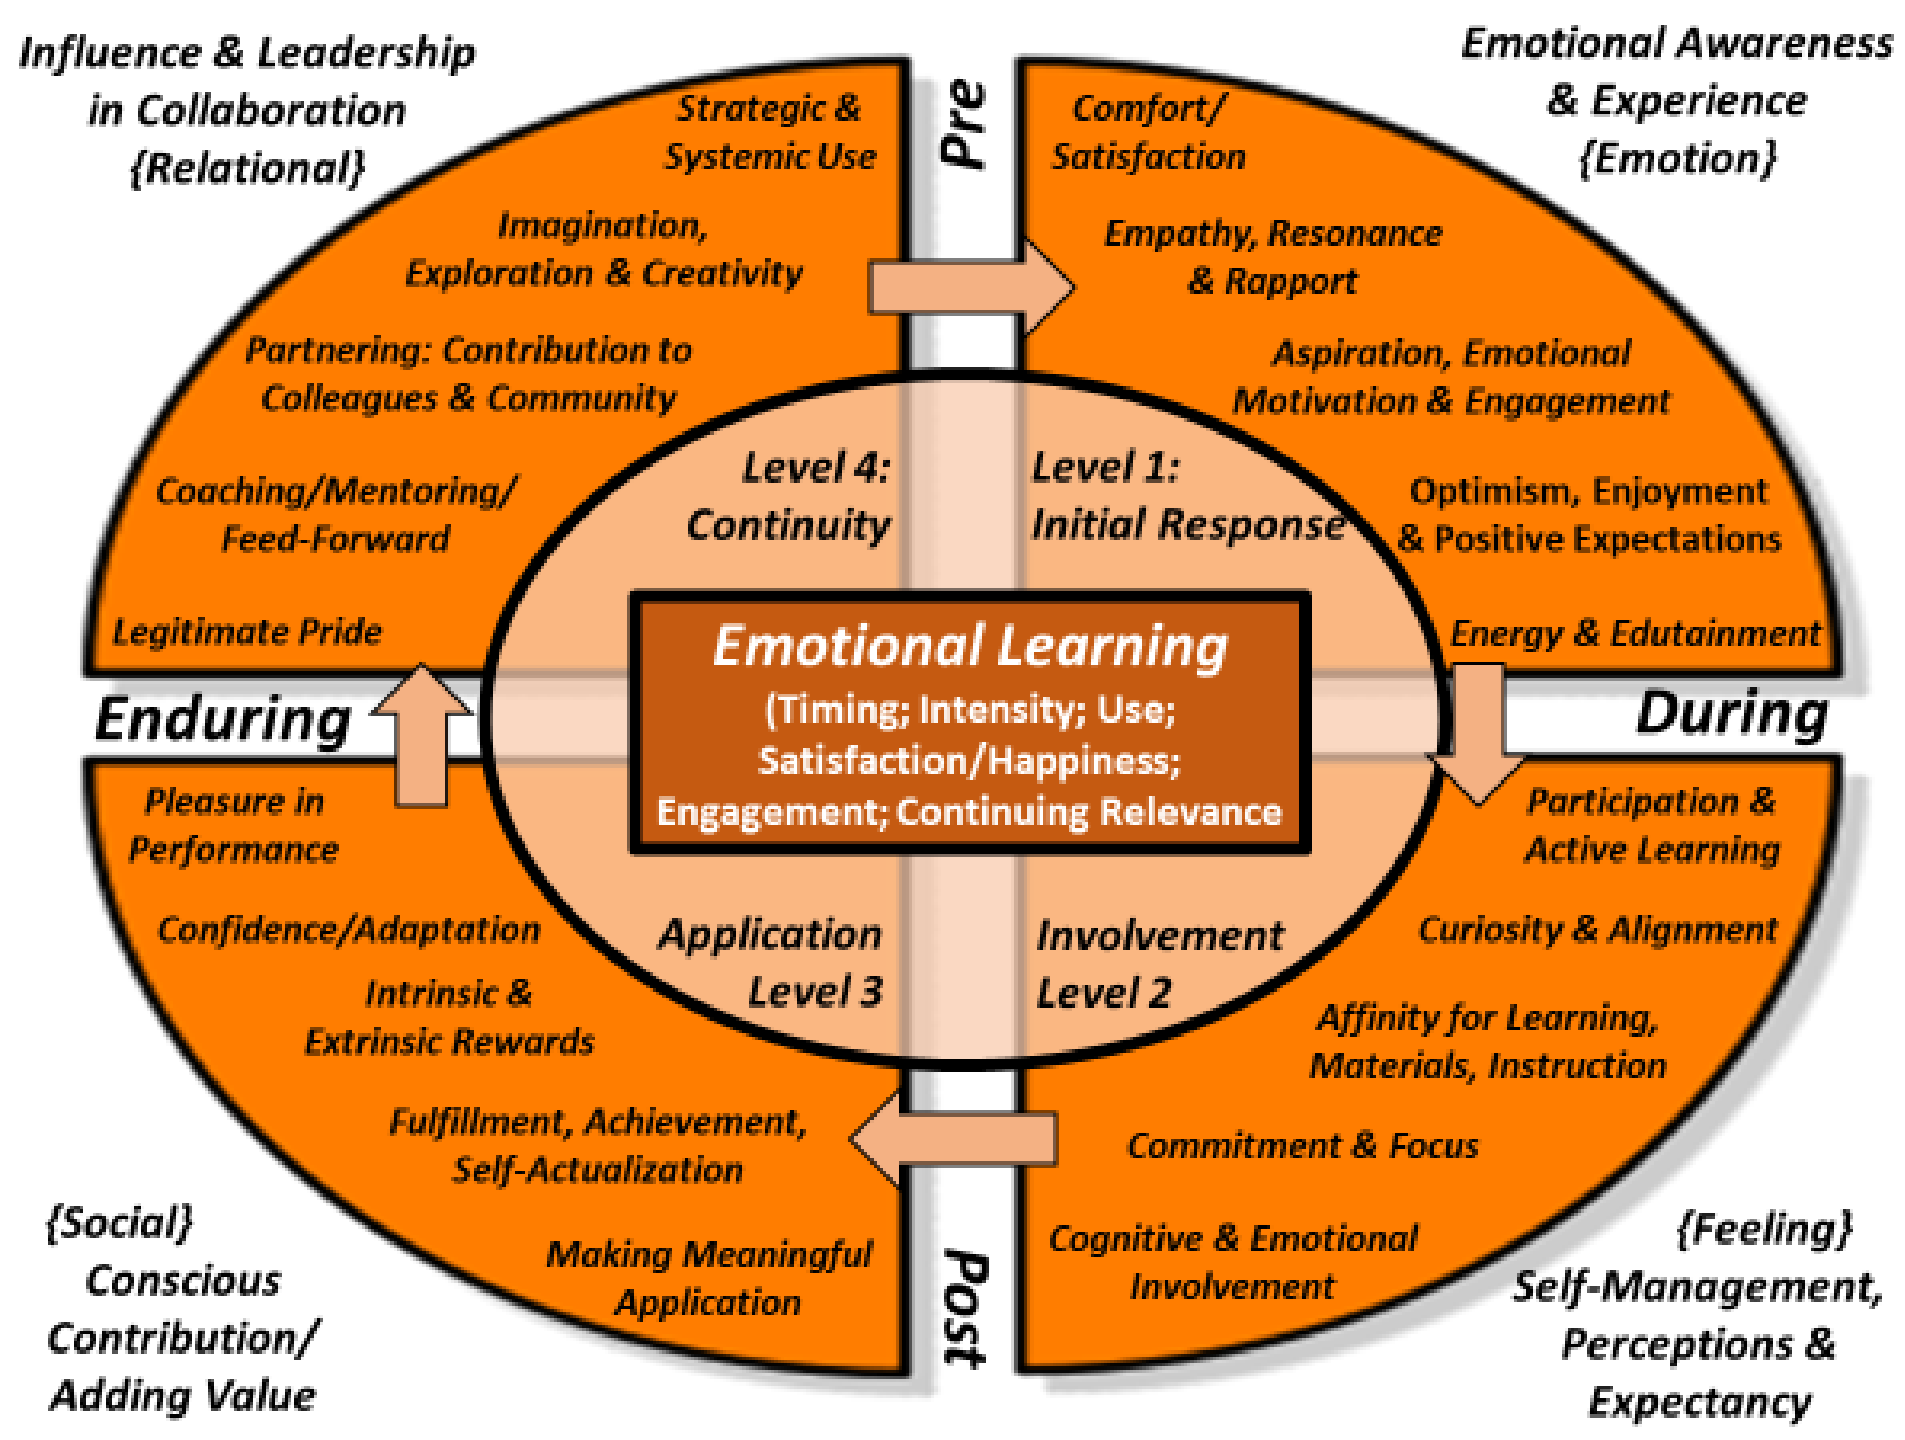 Influence & Leadership
in Collaboration
{Relational}
Emotional Awareness
& Experience
{Emotion}
Pre
Strategic &
Systemic Use
Imagination,
Exploration & Creativity
Partnering: Contribution to
Colleagues & Community
Coaching/Mentoring/
Feed-Forward
Legitimate Pride
Comfort/
Satisfaction
Empathy, Resonance
& Rapport
Aspiration, Emotional
Motivation & Engagement
Optimism, Enjoyment
& Positive Expectations
Energy & Edutainment
Level 4:
Continuity
Level 1:
Initial Response
Emotional Learning
(Timing; Intensity; Use;
Satisfaction/Happiness;
Engagement; Continuing Relevance
Enduring
During
Application
Level 3
Involvement
Level 2
Pleasure in
Performance
Confidence/Adaptation
Intrinsic &
Extrinsic Rewards
Fulfillment, Achievement,
Self-Actualization
Making Meaningful
Application
Participation &
Active Learning
Curiosity & Alignment
Affinity for Learning,
Materials, Instruction
Commitment & Focus
Cognitive & Emotional
Involvement
Post
{Social}
Conscious
Contribution/
Adding Value
{Feeling}
Self-Management,
Perceptions &
Expectancy